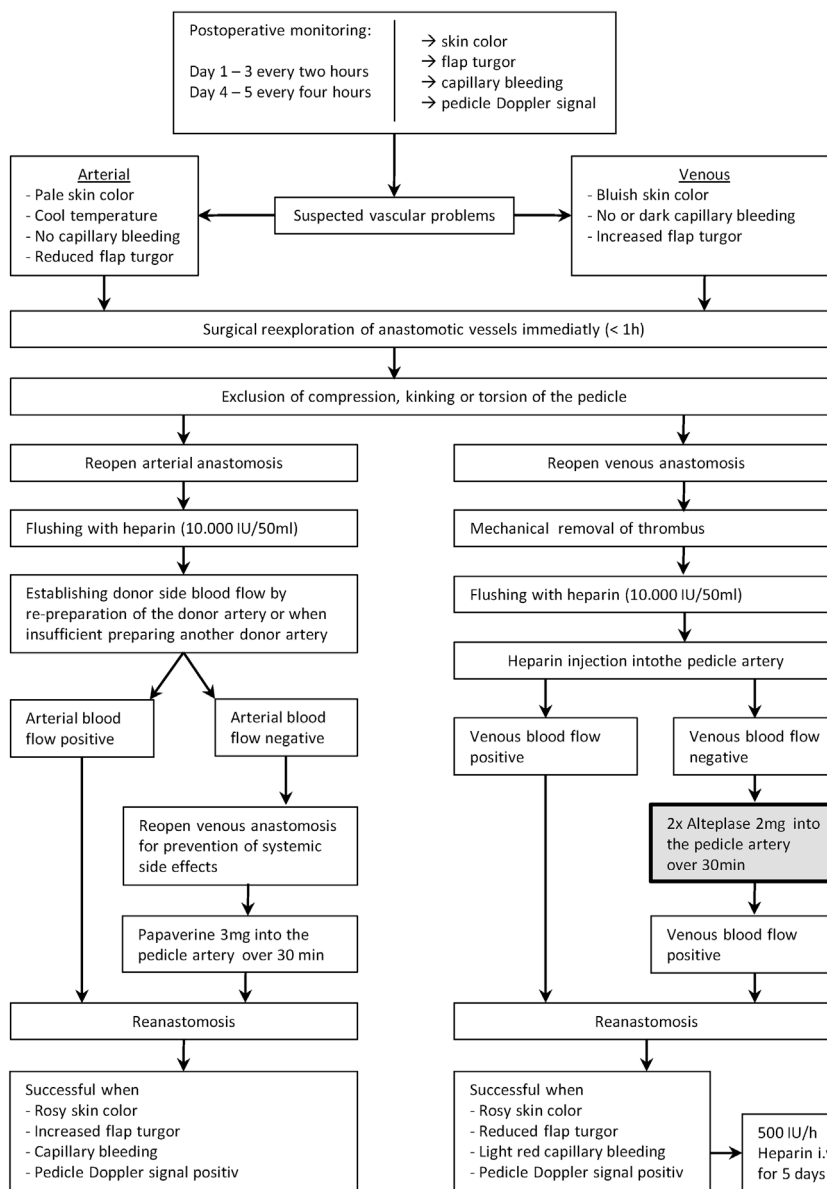 Postoperative monitoring:
Day 1 – 3 every two hours
Day 4 – 5 every four hours
→ skin color
→ flap turgor
→ capillary bleeding
→ pedicle Doppler signal
Arterial
- Pale skin color
- Cool temperature
- No capillary bleeding
- Reduced flap turgor
Suspected vascular problems
Venous
- Bluish skin color
- No or dark capillary bleeding
- Increased flap turgor
Surgical reexploration of anastomotic vessels immediatly (< 1h)
Exclusion of compression, kinking or torsion of the pedicle
Reopen arterial anastomosis
Flushing with heparin (10.000 IU/50ml)
Establishing donor side blood flow by
re-preparation of the donor artery or when
insufficient preparing another donor artery
Arterial blood
flow positive
Arterial blood
flow negative
Reopen venous anastomosis
for prevention of systemic
side effects
Papaverine 3mg into the
pedicle artery over 30 min
Reanastomosis
Successful when
- Rosy skin color
- Increased flap turgor
- Capillary bleeding
- Pedicle Doppler signal positiv
Reopen venous anastomosis
Mechanical removal of thrombus
Flushing with heparin (10.000 IU/50ml)
Heparin injection intothe pedicle artery
Venous blood flow
positive
Venous blood flow
negative
2x Alteplase 2mg into
the pedicle artery
over 30min
Venous blood flow
positive
Reanastomosis
Successful when
- Rosy skin color
- Reduced flap turgor
- Light red capillary bleeding
- Pedicle Doppler signal positiv
500 IU/h
Heparin
for 5 days